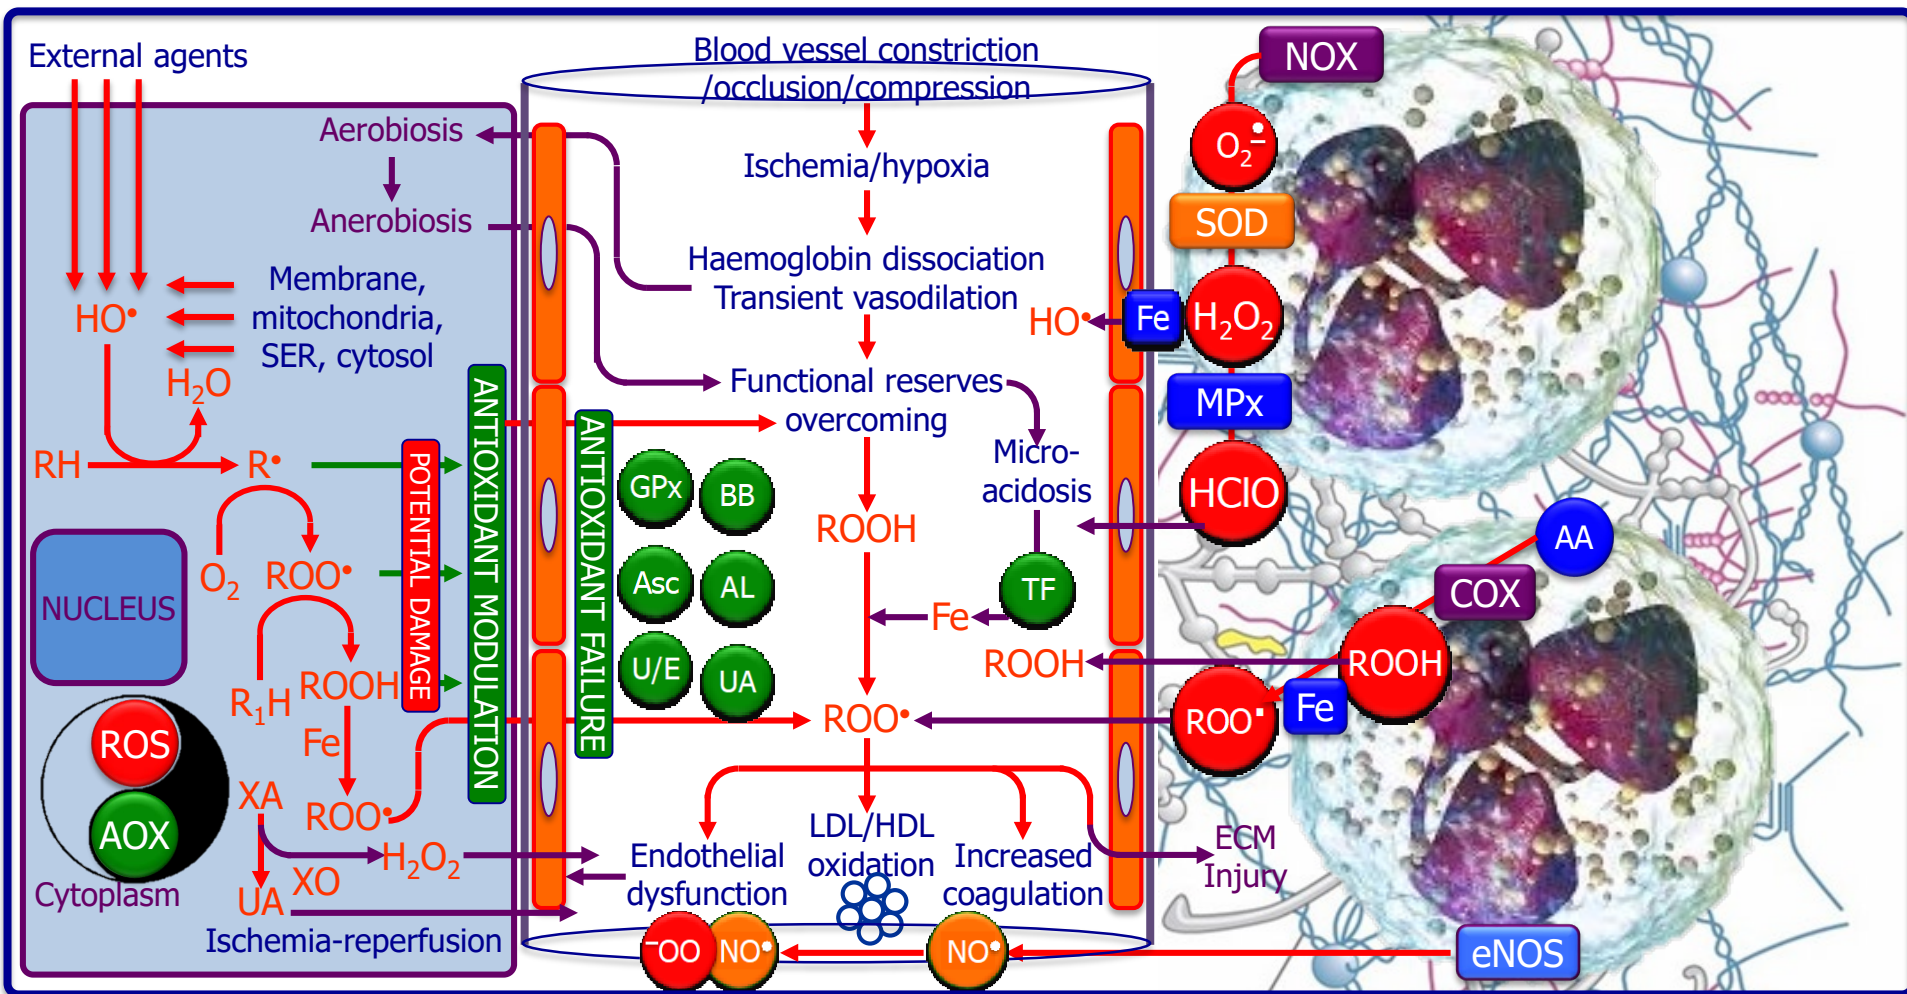 External agents
Aerobiosis
Anerobiosis
Membrane,
mitochondria,
SER, cytosol
HO•
H₂O
RH
R•
O₂
ROO•
NUCLEUS
R₁H
ROOH
Fe
ROO•
ROS
AOX
Cytoplasm
XA
XO
UA
H₂O₂
Ischemia-reperfusion
POTENTIAL DAMAGE
ANTIOXIDANT MODULATION
ANTIOXIDANT FAILURE
Blood vessel constriction
/occlusion/compression
Ischemia/hypoxia
Haemoglobin dissociation
Transient vasodilation
Functional reserves
overcoming
Micro-
acidosis
GPx
BB
Asc
AL
U/E
UA
ROOH
TF
Fe
ROOH
ROO•
HO•
Endothelial
dysfunction
LDL/HDL
oxidation
Increased
coagulation
ECM
Injury
⁻OO
NO•
NO•
eNOS
NOX
O₂•⁻
SOD
Fe
H₂O₂
MPx
HClO
AA
COX
ROOH
Fe
ROO•